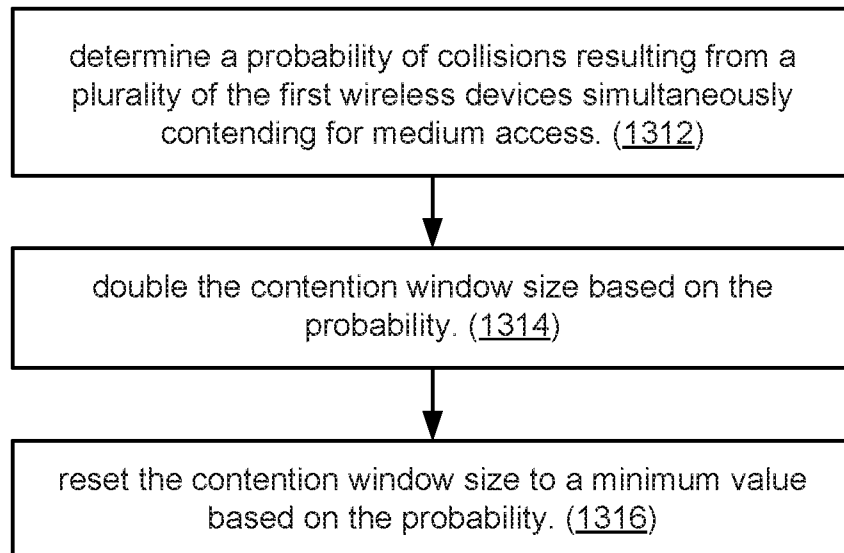 determine a probability of collisions resulting from a
plurality of the first wireless devices simultaneously
contending for medium access. (1312)
double the contention window size based on the
probability. (1314)
reset the contention window size to a minimum value
based on the probability. (1316)